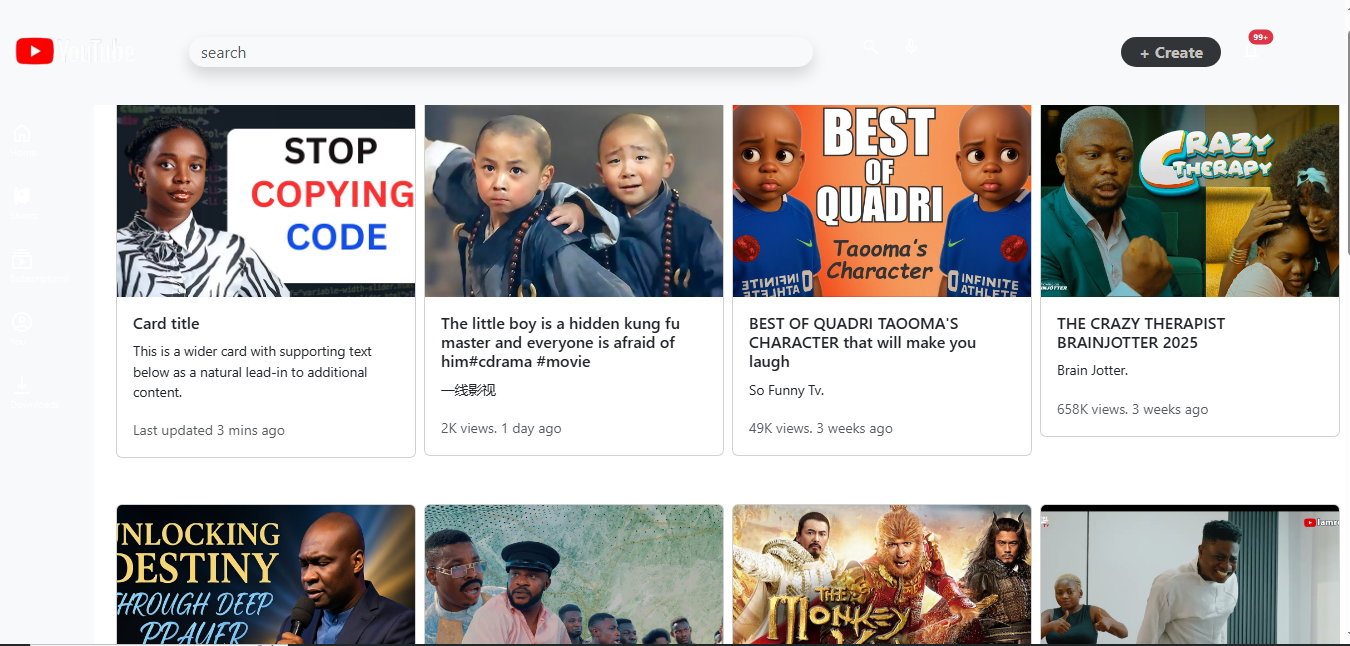 YouTube
search
+ Create
99+
STOP
COPYING
CODE
BEST
OF
QUADRI
Taooma's
Character
INFINITE
ATHLETE
CRAZY
THERAPY
Card title
This is a wider card with supporting text
below as a natural lead-in to additional
content.
Last updated 3 mins ago
The little boy is a hidden kung fu
master and everyone is afraid of
him#cdrama #movie
一线影视
2K views. 1 day ago
BEST OF QUADRI TAOOMA'S
CHARACTER that will make you
laugh
So Funny Tv.
49K views. 3 weeks ago
THE CRAZY THERAPIST
BRAINJOTTER 2025
Brain Jotter.
658K views. 3 weeks ago
UNLOCKING
DESTINY
THROUGH DEEP
PRAYER
THE
MONKEY